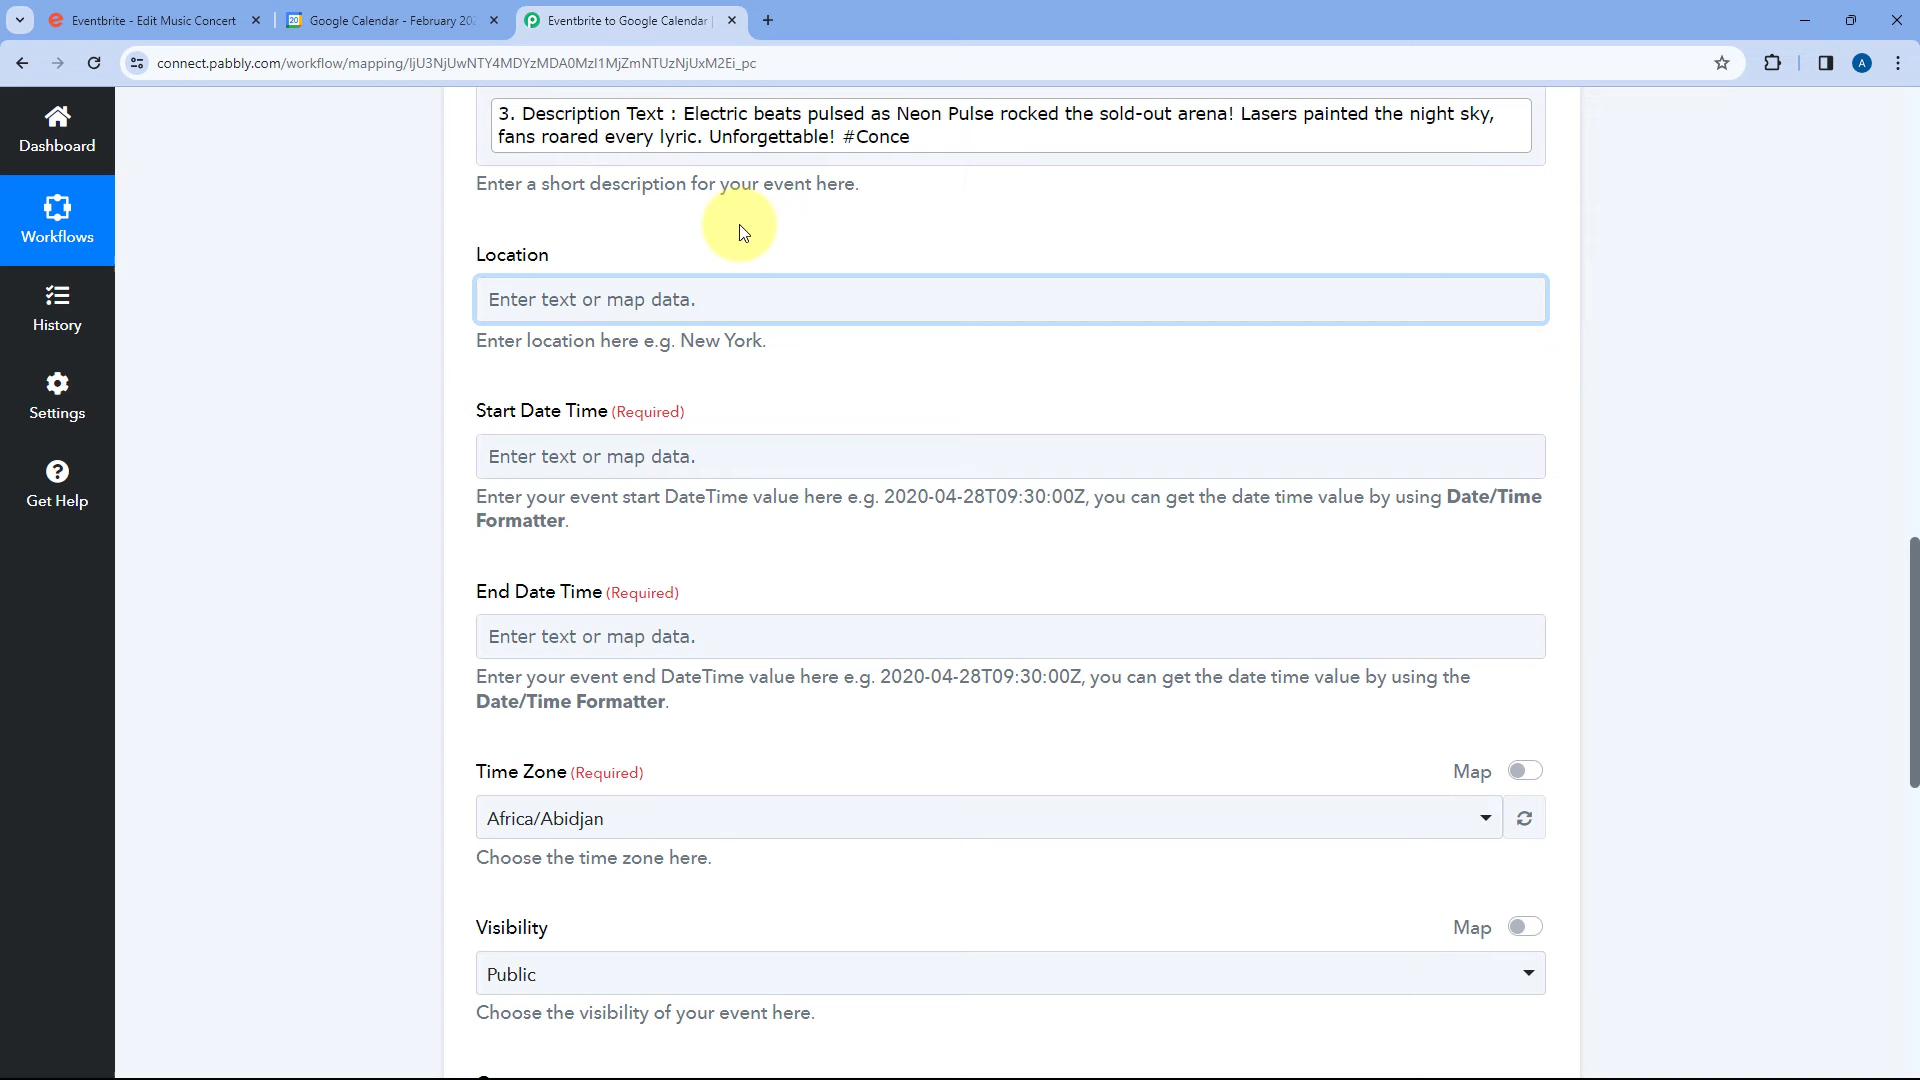 Eventbrite - Edit Music Concert
Google Calendar - February 20
Eventbrite to Google Calendar
connect.pabbly.com/workflow/mapping/IjU3NjUwNTY4MDYzMDA0MzI1MjZmNTUzNjUxM2Ei_pc
A
Dashboard
Workflows
History
Settings
Get Help
3. Description Text : Electric beats pulsed as Neon Pulse rocked the sold-out arena! Lasers painted the night sky,
fans roared every lyric. Unforgettable! #Conce
Enter a short description for your event here.
Location
Enter text or map data.
Enter location here e.g. New York.
Start Date Time (Required)
Enter text or map data.
Enter your event start DateTime value here e.g. 2020-04-28T09:30:00Z, you can get the date time value by using Date/Time
Formatter.
End Date Time (Required)
Enter text or map data.
Enter your event end DateTime value here e.g. 2020-04-28T09:30:00Z, you can get the date time value by using the
Date/Time Formatter.
Time Zone (Required)
Map
Africa/Abidjan
Choose the time zone here.
Visibility
Map
Public
Choose the visibility of your event here.